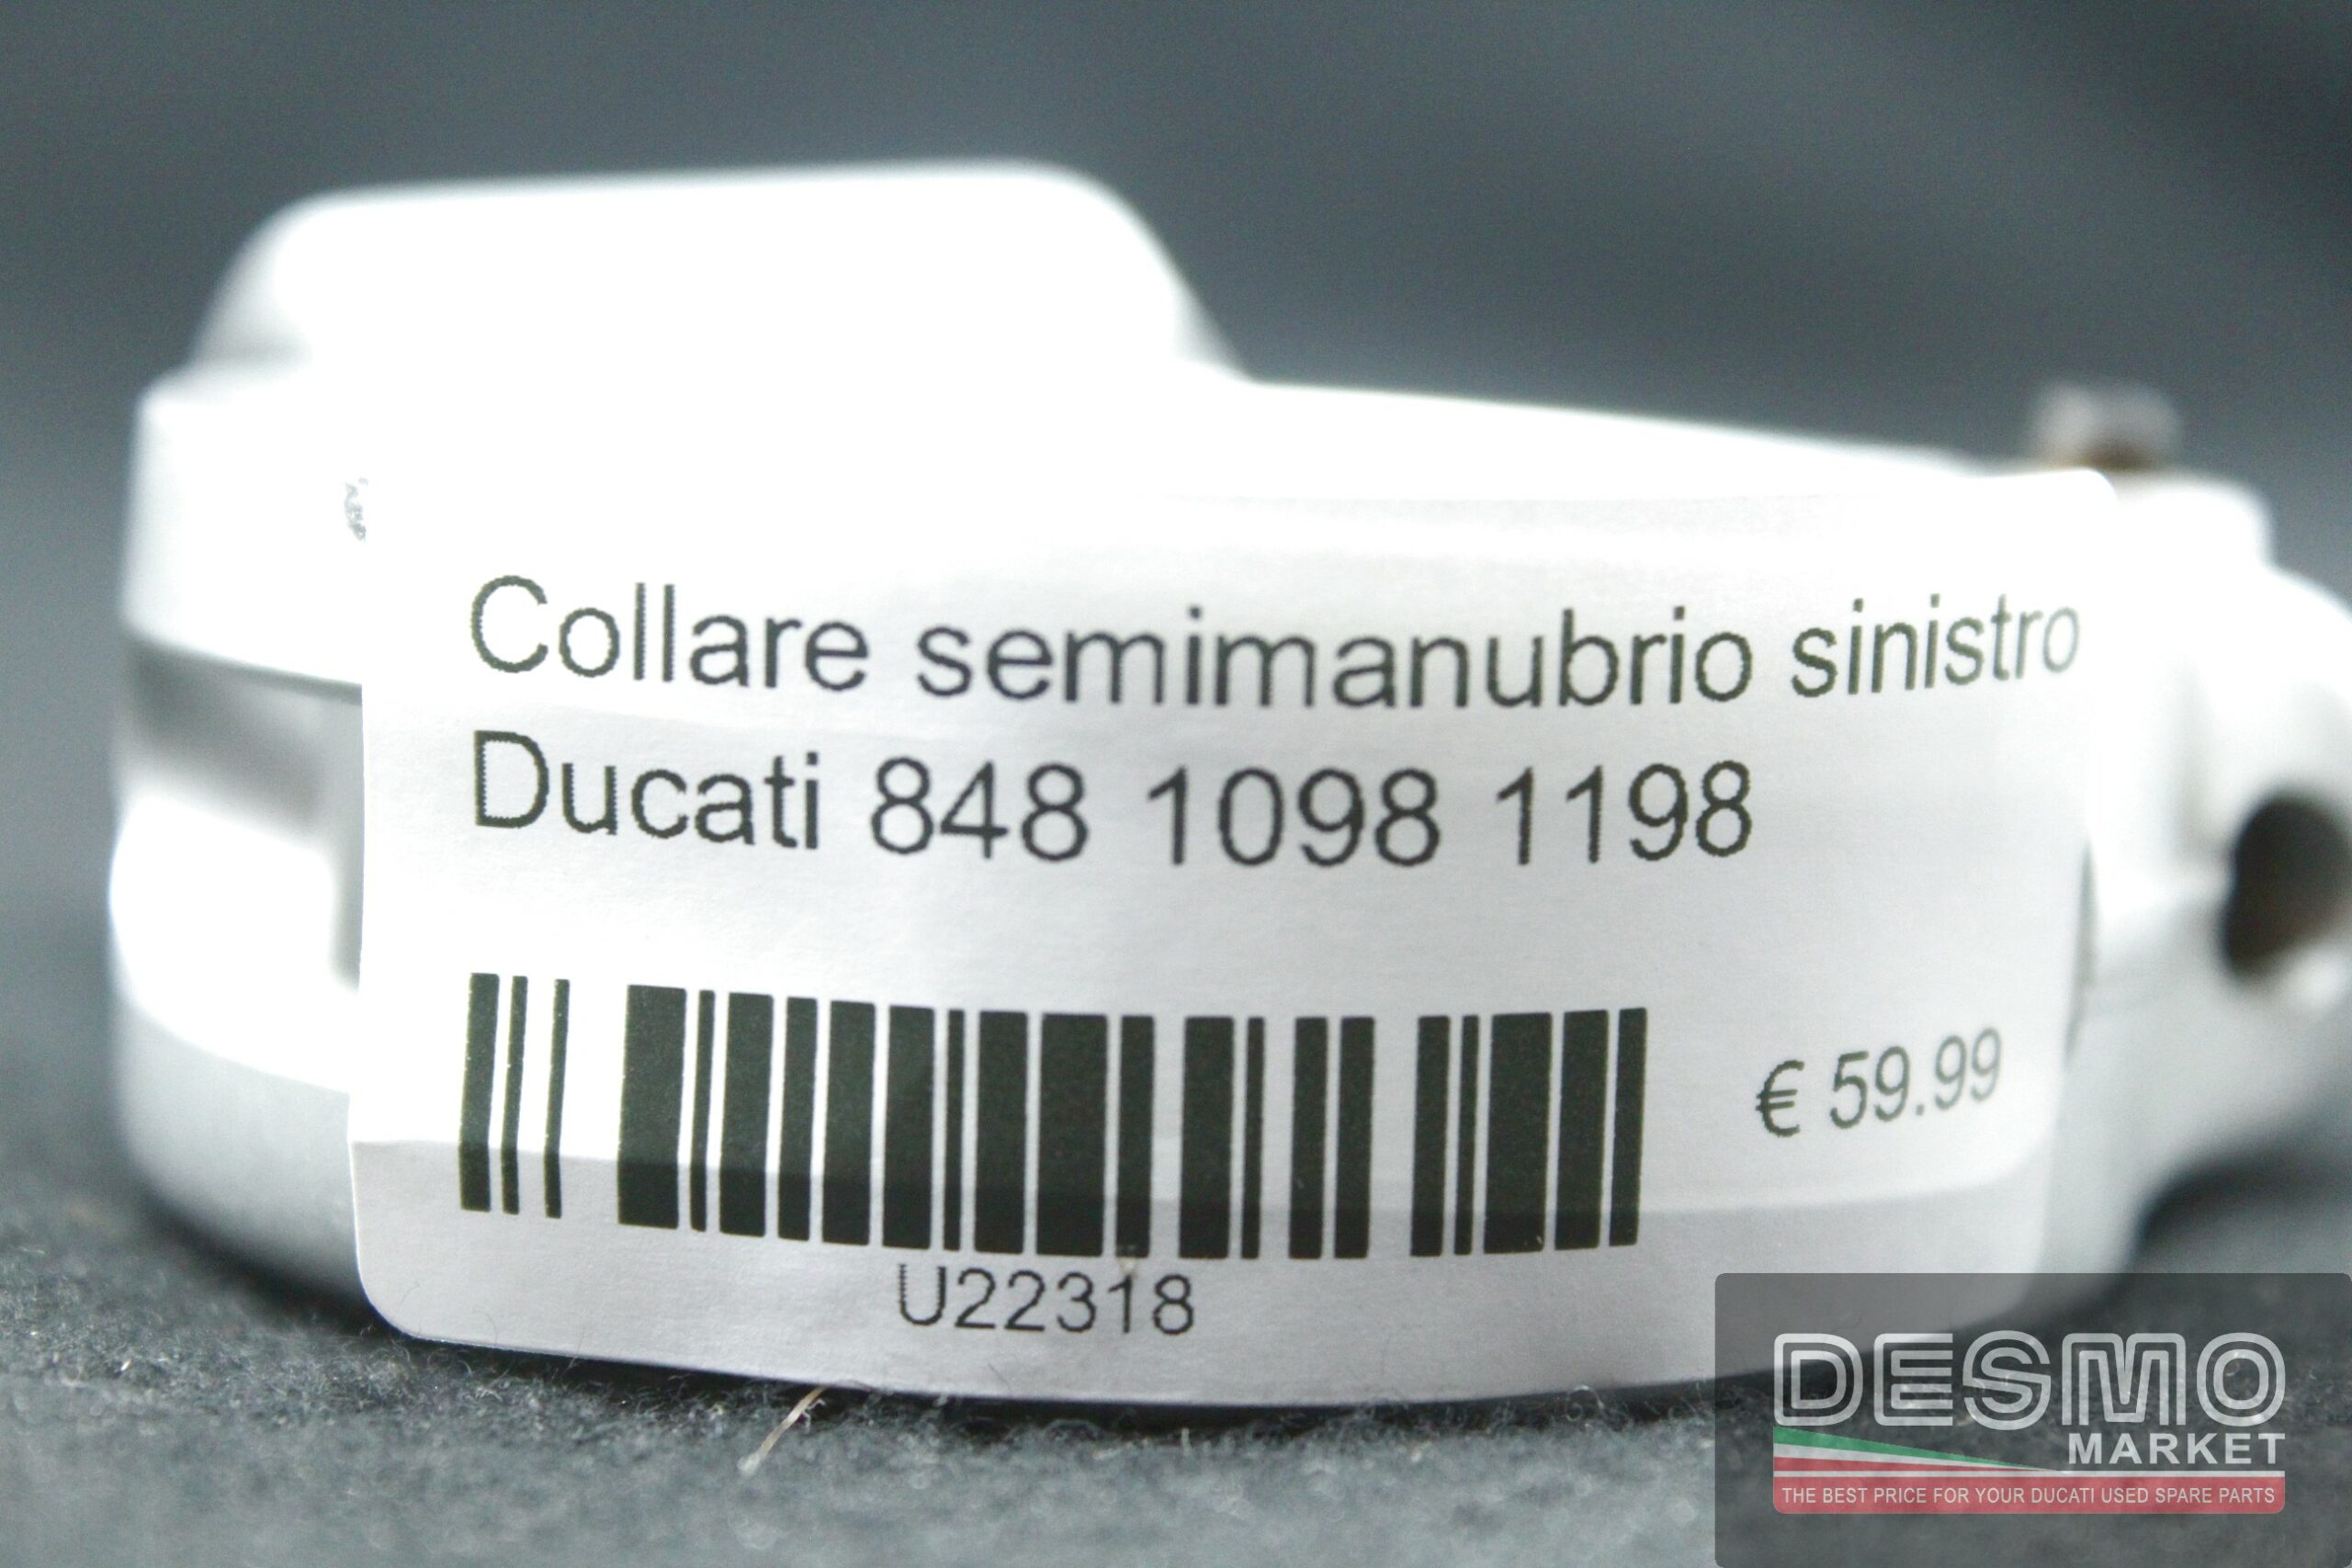 Collare semimanubrio sinistro
Ducati 848 1098 1198
€ 59.99
U22318
DESMO
MARKET
THE BEST PRICE FOR YOUR DUCATI USED SPARE PARTS